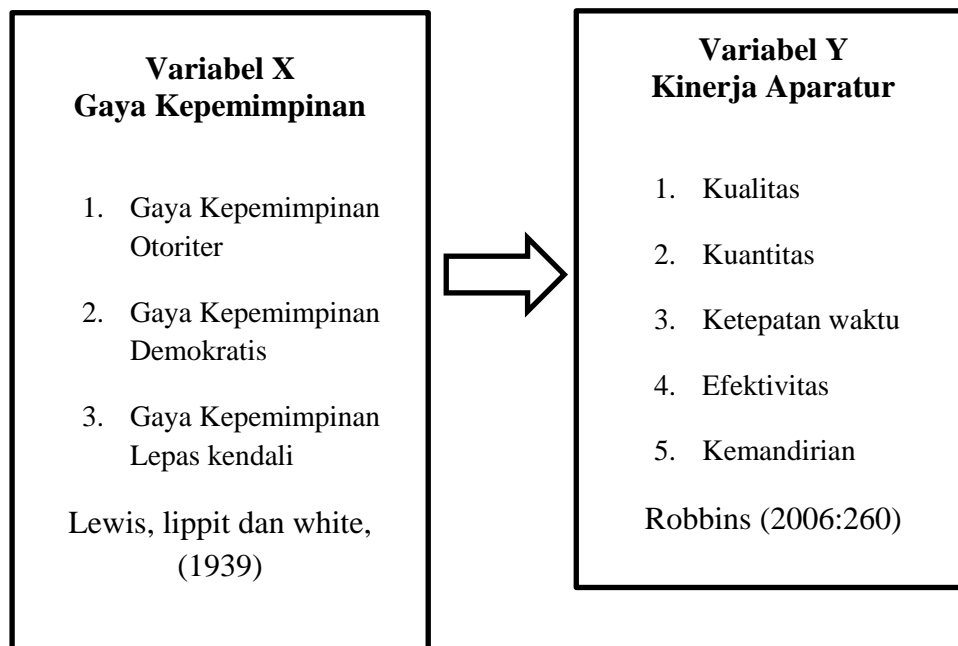 Variabel X
Gaya Kepemimpinan
1. Gaya Kepemimpinan
Otoriter
2. Gaya Kepemimpinan
Demokratis
3. Gaya Kepemimpinan
Lepas kendali
Lewis, lippit dan white,
(1939)
Variabel Y
Kinerja Aparatur
1. Kualitas
2. Kuantitas
3. Ketepatan waktu
4. Efektivitas
5. Kemandirian
Robbins (2006:260)